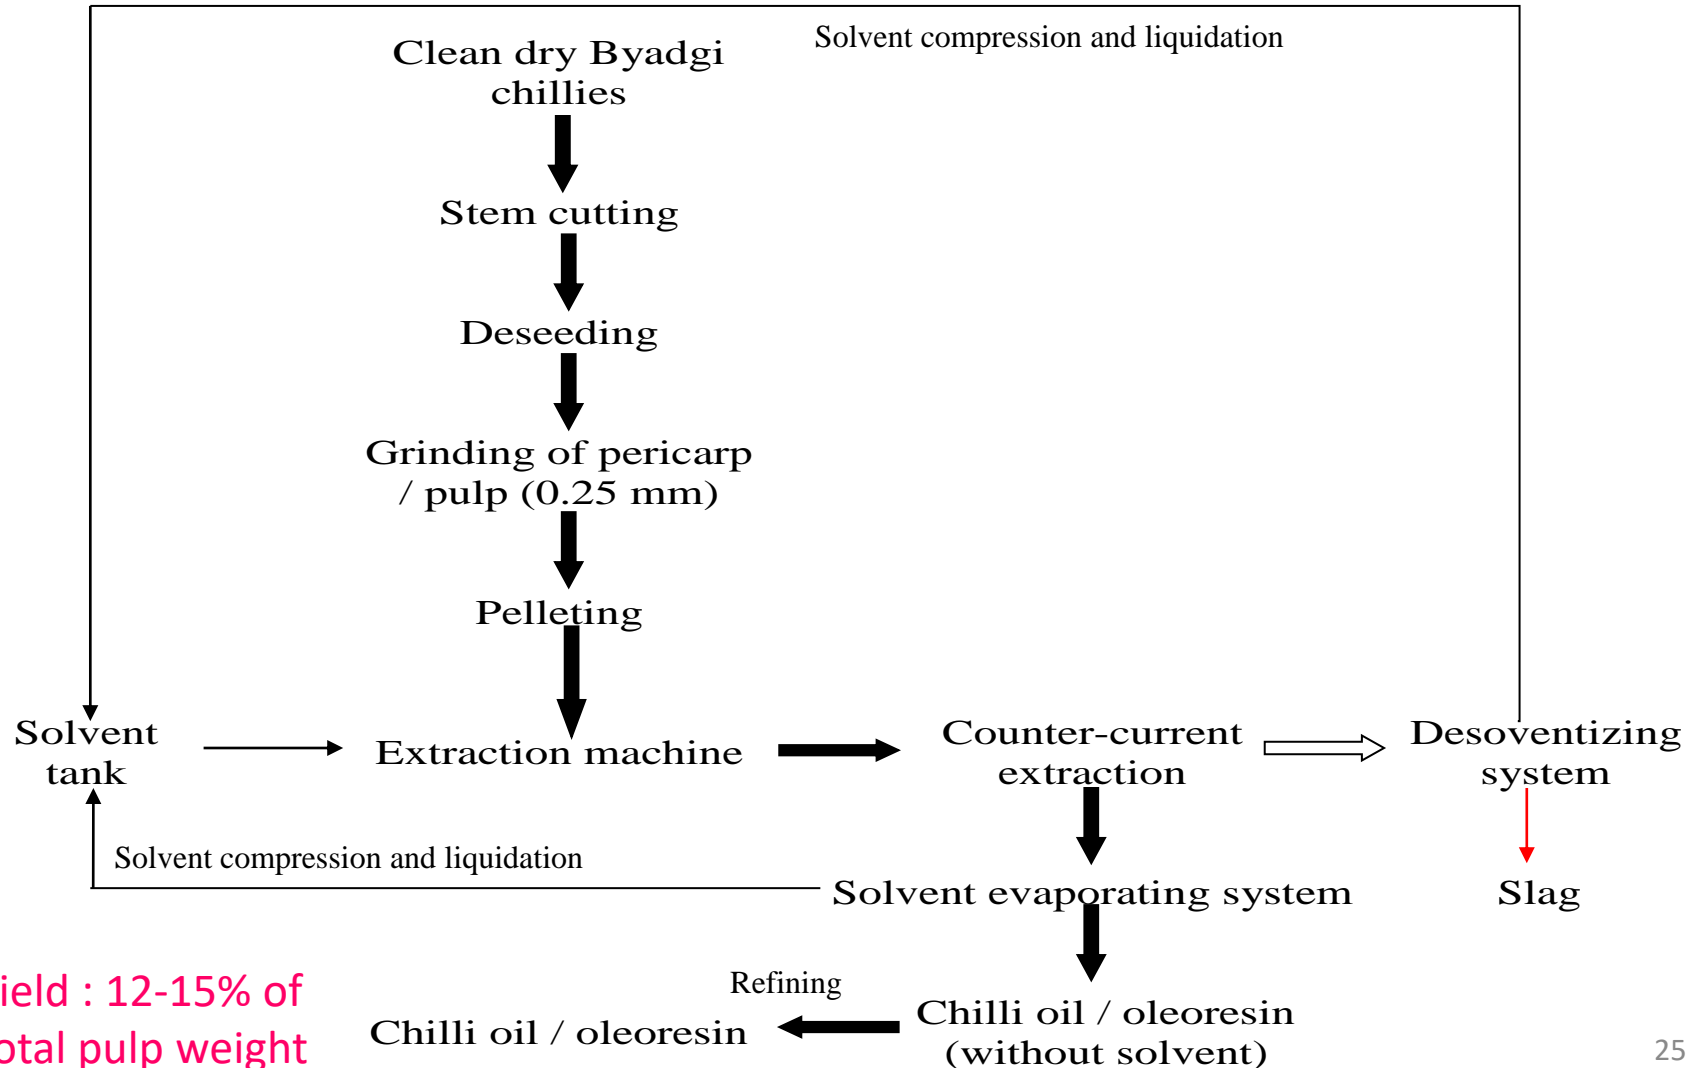 Solvent compression and liquidation
Clean dry Byadgi
chillies
Stem cutting
Deseeding
Grinding of pericarp
/ pulp (0.25 mm)
Pelleting
Solvent
tank
Extraction machine
Counter-current
extraction
Desoventizing
system
Solvent compression and liquidation
Solvent evaporating system
Slag
ield : 12-15% of
otal pulp weight
Refining
Chilli oil / oleoresin
Chilli oil / oleoresin
(without solvent)
25